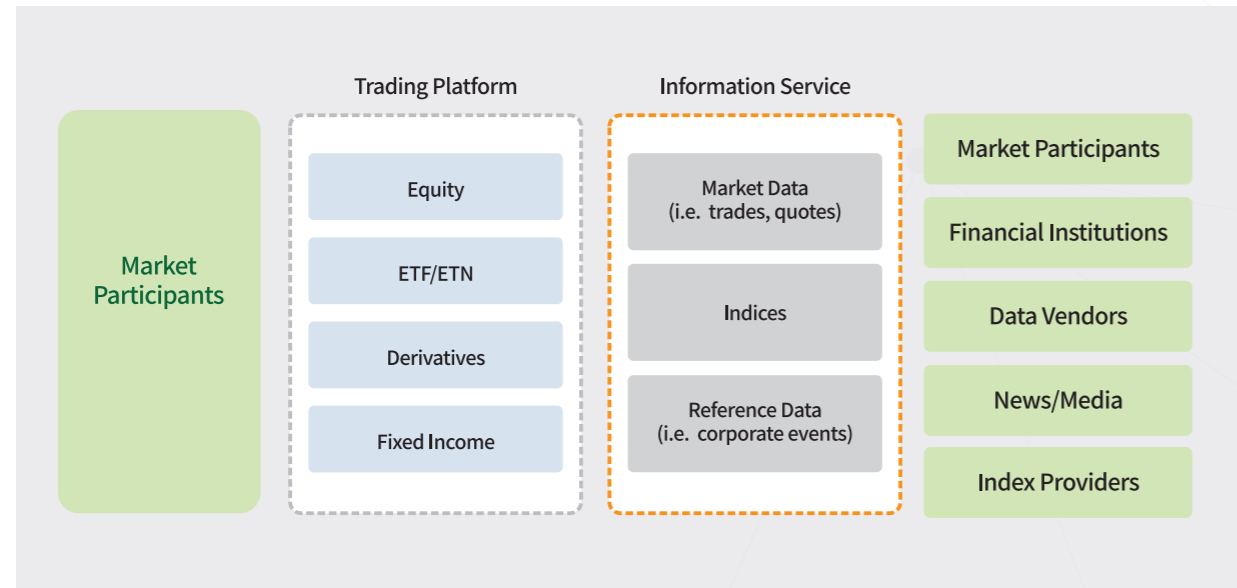 Trading Platform
Information Service
Market
Participants
Equity
ETF/ETN
Derivatives
Fixed Income
Market Data
(i.e. trades, quotes)
Indices
Reference Data
(i.e. corporate events)
Market Participants
Financial Institutions
Data Vendors
News/Media
Index Providers